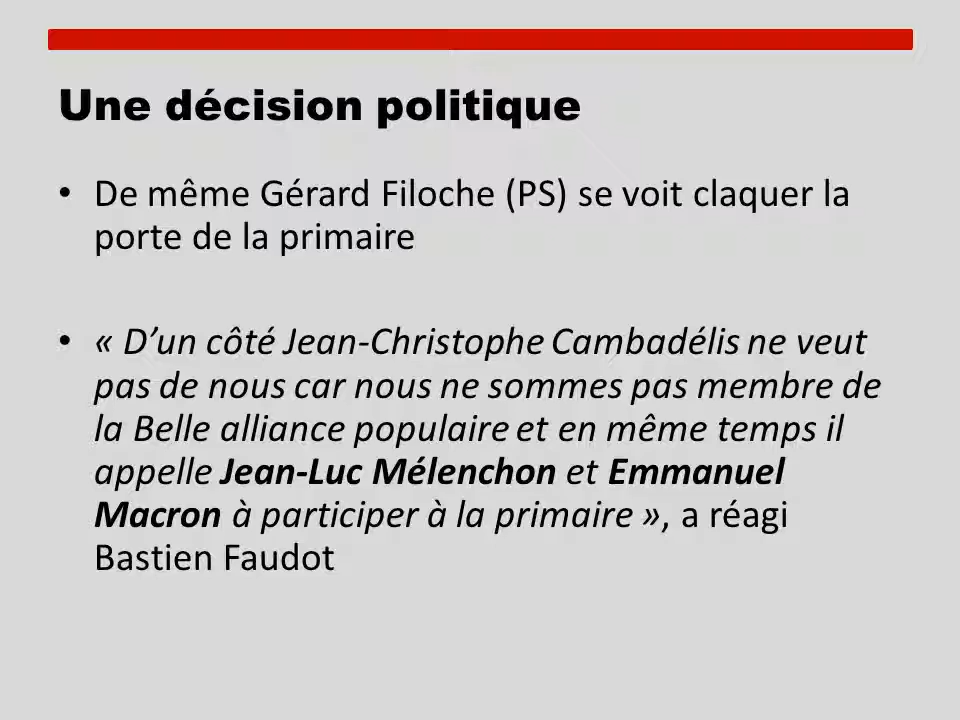 Une décision politique
• De même Gérard Filoche (PS) se voit claquer la
porte de la primaire
• « D’un côté Jean-Christophe Cambadélis ne veut
pas de nous car nous ne sommes pas membre de
la Belle alliance populaire et en même temps il
appelle Jean-Luc Mélenchon et Emmanuel
Macron à participer à la primaire », a réagi
Bastien Faudot